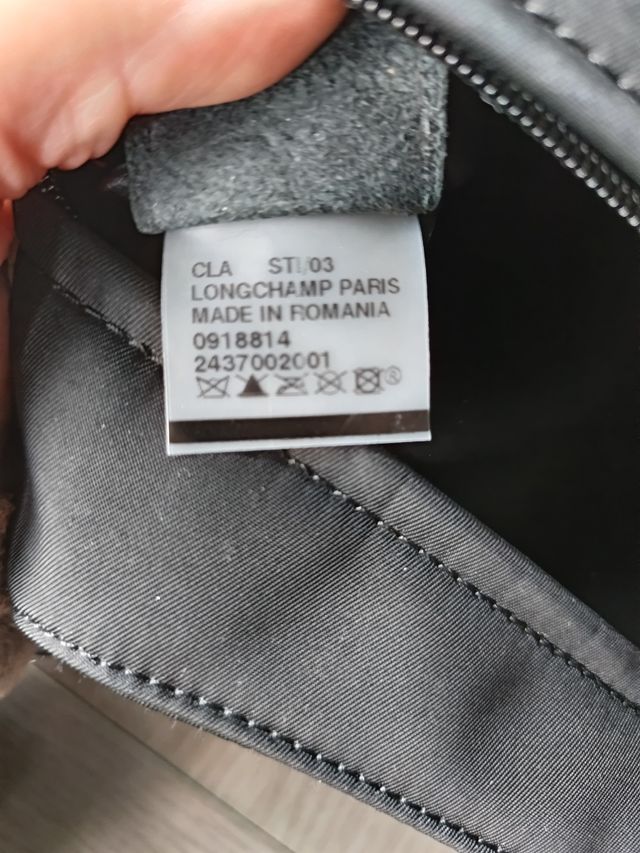 CLA STI/03
LONGCHAMP PARIS
MADE IN ROMANIA
0918814
2437002001